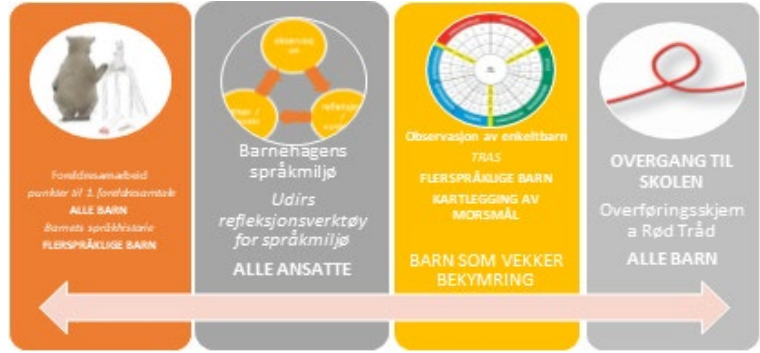 Foreldresamarbeid
punkter til 1. foreldresamtale
ALLE BARN
Barnets språkhistorie
FLERSPRÅKLIGE BARN
observasj
on
refleksjon
/
Barnehagens
språkmiljø
Udirs
refleksjonsverktøy
for språkmiljø
ALLE ANSATTE
Observasjon av enkeltbarn
TRAS
FLERSPRÅKLIGE BARN
KARTLEGGING AV
MORSMÅL
BARN SOM VEKKER
BEKYMRING
OVERGANG TIL
SKOLEN
Overføringsskjem
a Rød Tråd
ALLE BARN